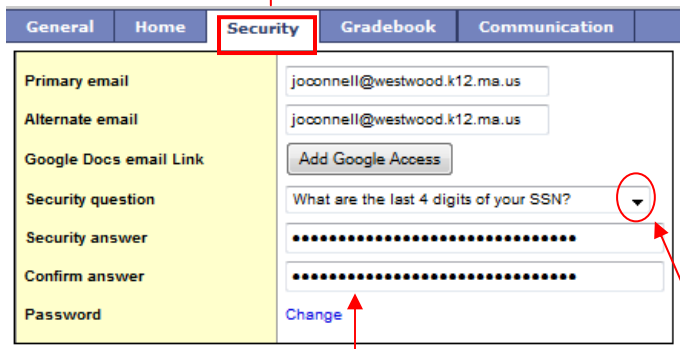 General Home Security Gradebook Communication
Primary email joconnell@westwood.k12.ma.us
Alternate email joconnell@westwood.k12.ma.us
Google Docs email Link Add Google Access
Security question What are the last 4 digits of your SSN?
Security answer •••••••••••••••••••••••••••••••
Confirm answer •••••••••••••••••••••••••••••••
Password Change